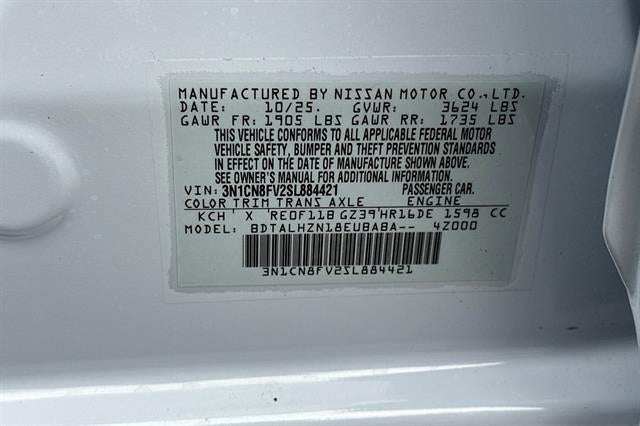 MANUFACTURED BY NISSAN MOTOR CO.,LTD.
DATE: 10/25. GVWR: 3624 LBS
GAWR FR: 1905 LBS GAWR RR: 1735 LBS
THIS VEHICLE CONFORMS TO ALL APPLICABLE FEDERAL MOTOR
VEHICLE SAFETY, BUMPER AND THEFT PREVENTION STANDARDS
IN EFFECT ON THE DATE OF MANUFACTURE SHOWN ABOVE.
SEE OWNER'S MANUAL FOR ADDITIONAL INFORMATION
VIN: 3N1CN8FV2SL884421 PASSENGER CAR.
COLOR TRIM TRANS AXLE ENGINE
KCH' X 'RE0F11B GZ39'HR16DE 1598 CC
MODEL: BDTALHZN18EUBABA-- 4Z000
3N1CN8FV2SL884421